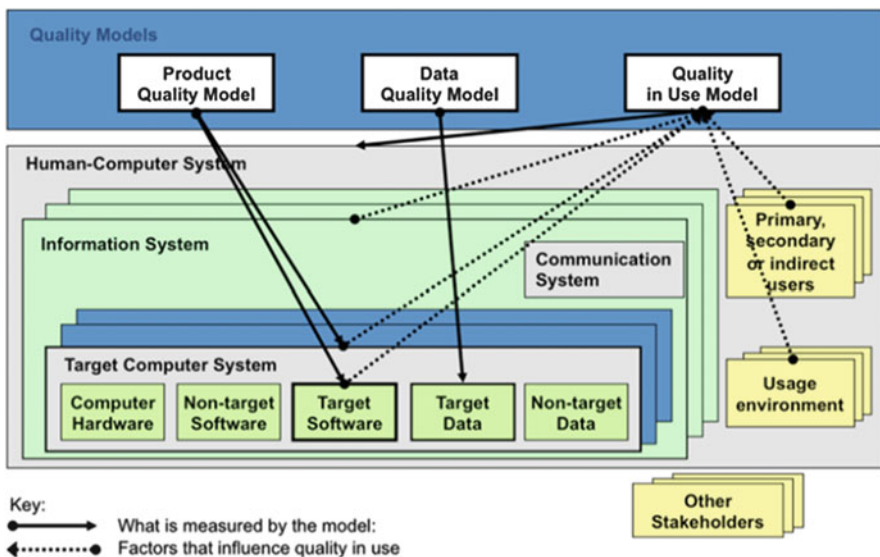 Quality Models
Product
Quality Model
Data
Quality Model
Quality
in Use Model
Human-Computer System
Information System
Communication
System
Primary,
secondary
or indirect
users
Target Computer System
Computer
Hardware
Non-target
Software
Target
Software
Target
Data
Non-target
Data
Usage
environment
Other
Stakeholders
Key:
What is measured by the model:
Factors that influence quality in use